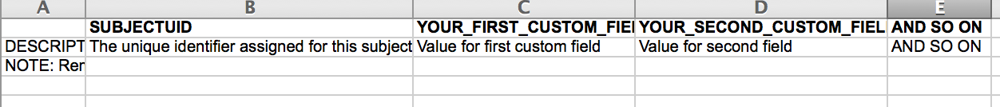 A B C D E
SUBJECTUID YOUR_FIRST_CUSTOM_FIE YOUR_SECOND_CUSTOM_FIEL AND SO ON
DESCRIPT The unique identifier assigned for this subject Value for first custom field Value for second field AND SO ON
NOTE: Rer